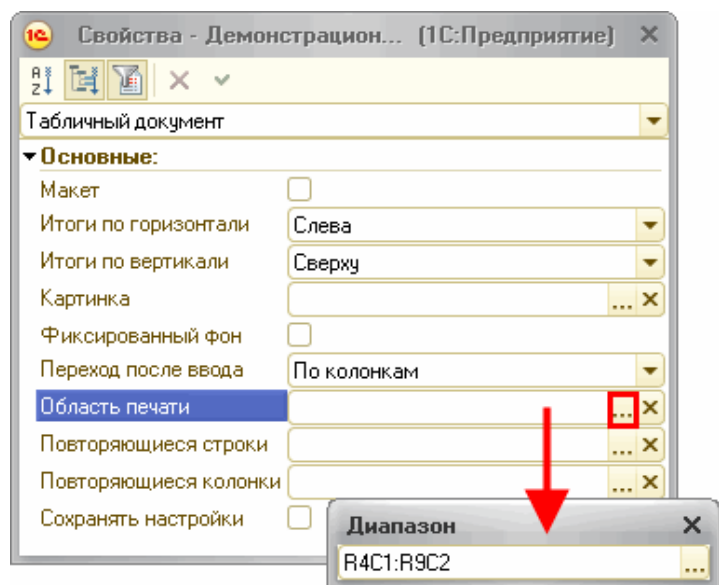 Свойства - Демонстрацион... (1С:Предприятие)
Табличный документ
Основные:
Макет
Итоги по горизонтали Слева
Итоги по вертикали Сверху
Картинка ...
Фиксированный фон
Переход после ввода По колонкам
Область печати ...
Повторяющиеся строки ...
Повторяющиеся колонки ...
Сохранять настройки
Диапазон
R4C1:R9C2 ...